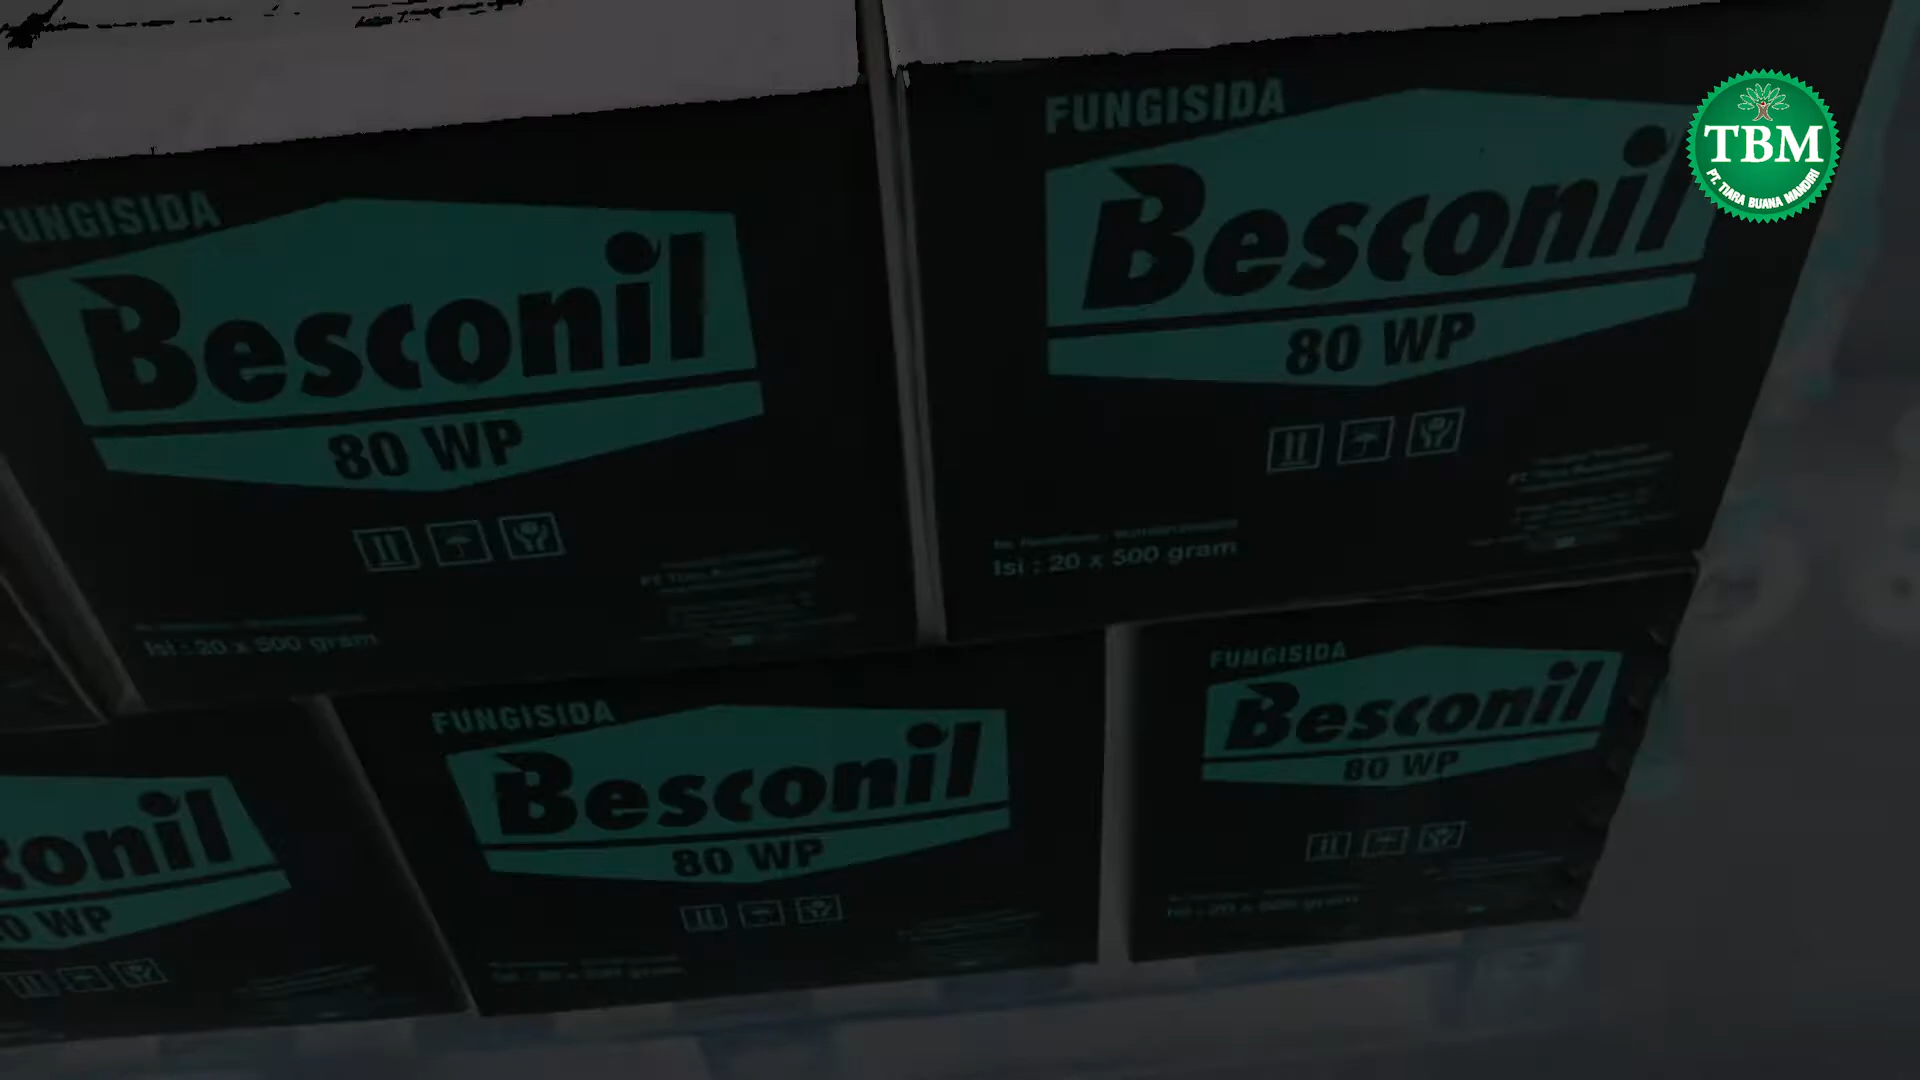 FUNGISIDA
Besconil
80 WP
Isi : 20 x 500 gram
FUNGISIDA
Besconil
80 WP
Isi : 20 x 500 gram
TBM
PT. TIARA BUANA MANDIRI
conil
WP
FUNGISIDA
Besconil
80 WP
FUNGISIDA
Besconil
80 WP